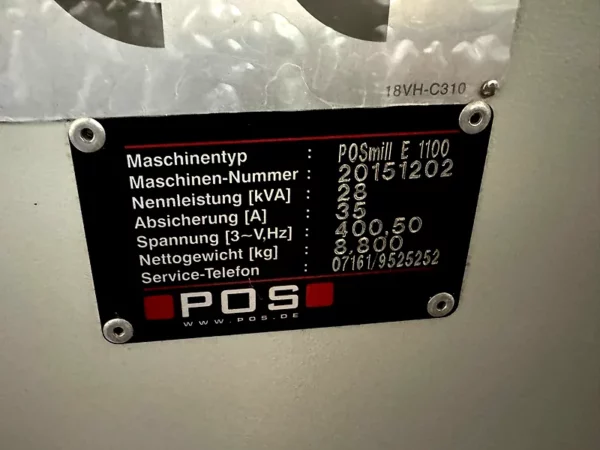 18VH-C310
Maschinentyp : POSmill E 1100
Maschinen-Nummer : 20151202
Nennleistung [kVA] : 28
Absicherung [A] : 35
Spannung [3~V,Hz] : 400,50
Nettogewicht [kg] : 8.800
Service-Telefon : 07161/9525252
POS
WWW.POS.DE